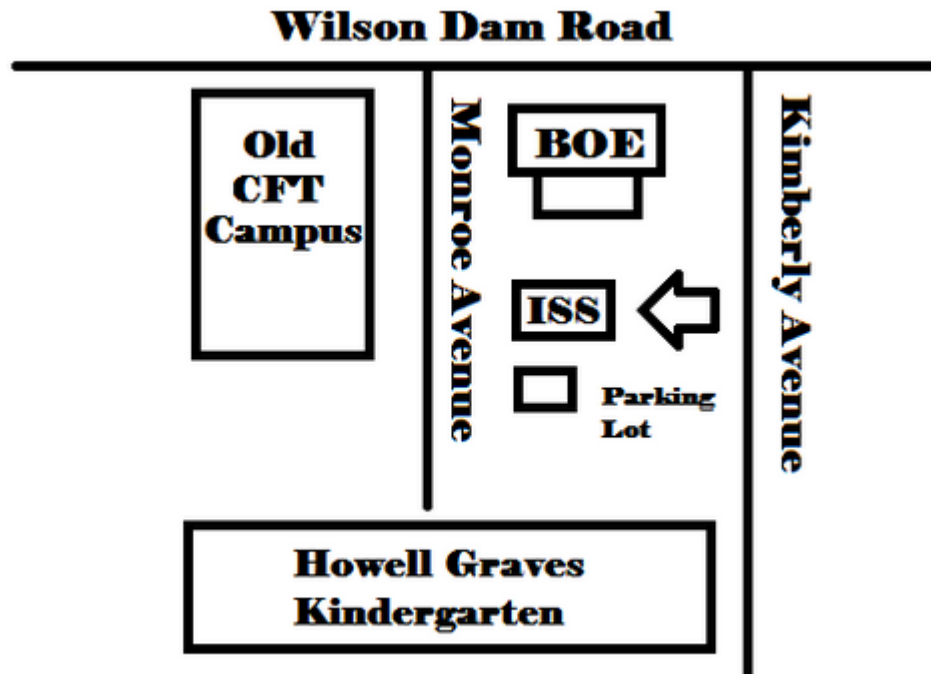 Wilson Dam Road
Old
CFT
Campus
Monroe Avenue
BOE
Kimberly Avenue
ISS
Parking
Lot
Howell Graves
Kindergarten